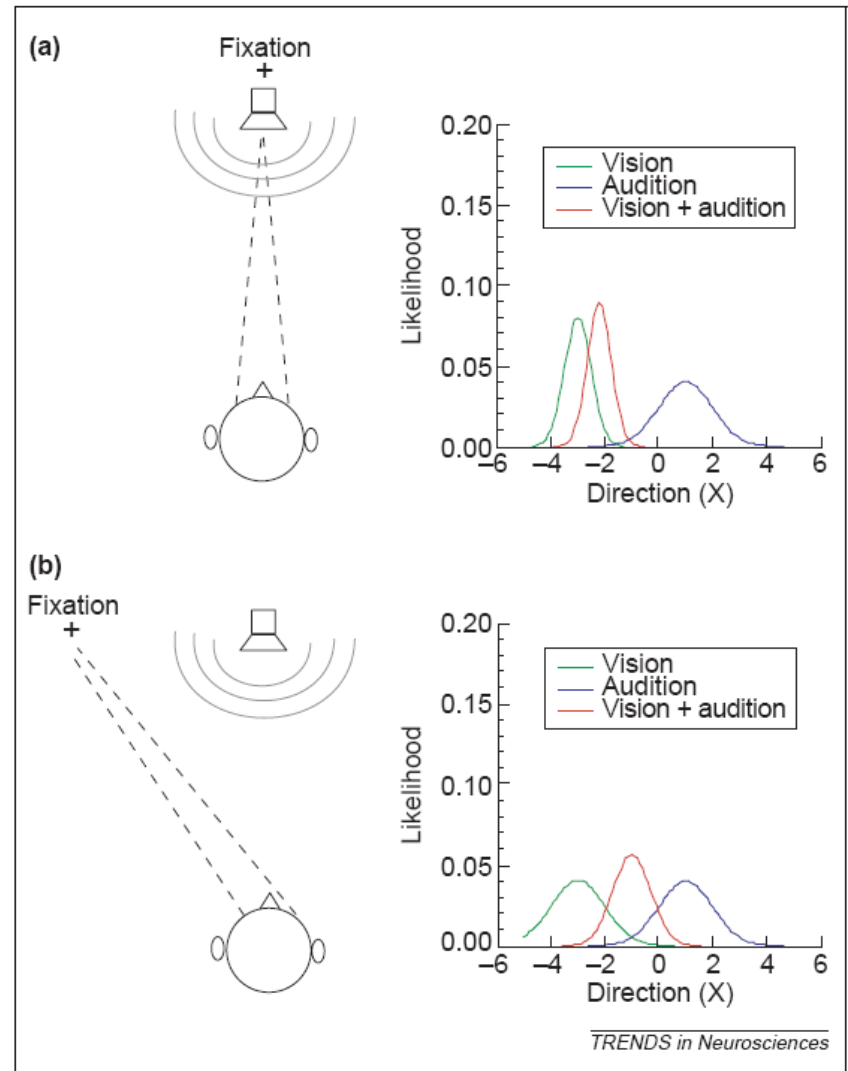 (a)
Fixation
+
0.20
0.15
0.10
0.05
0.00
Likelihood
Vision
Audition
Vision + audition
−6 −4 −2 0 2 4 6
Direction (X)
(b)
Fixation
+
0.20
0.15
0.10
0.05
0.00
Likelihood
Vision
Audition
Vision + audition
−6 −4 −2 0 2 4 6
Direction (X)
TRENDS in Neurosciences